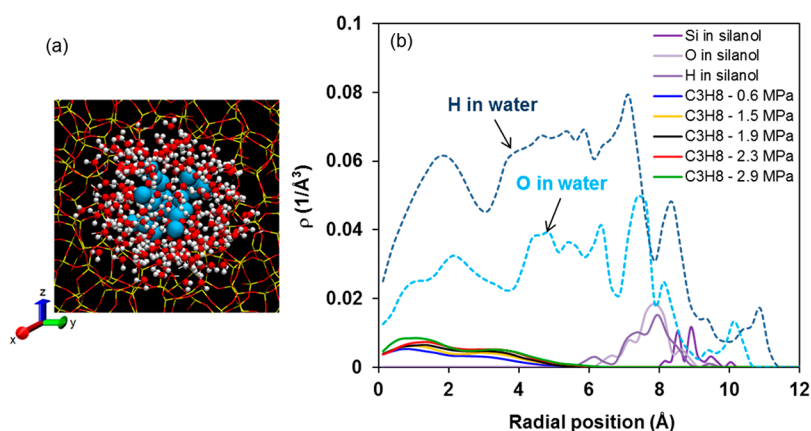 (a)
z
x
y
(b)
0.1
0.08
0.06
0.04
0.02
0
ρ (1/Å³)
H in water
O in water
Si in silanol
O in silanol
H in silanol
C3H8 - 0.6 MPa
C3H8 - 1.5 MPa
C3H8 - 1.9 MPa
C3H8 - 2.3 MPa
C3H8 - 2.9 MPa
0 2 4 6 8 10 12
Radial position (Å)